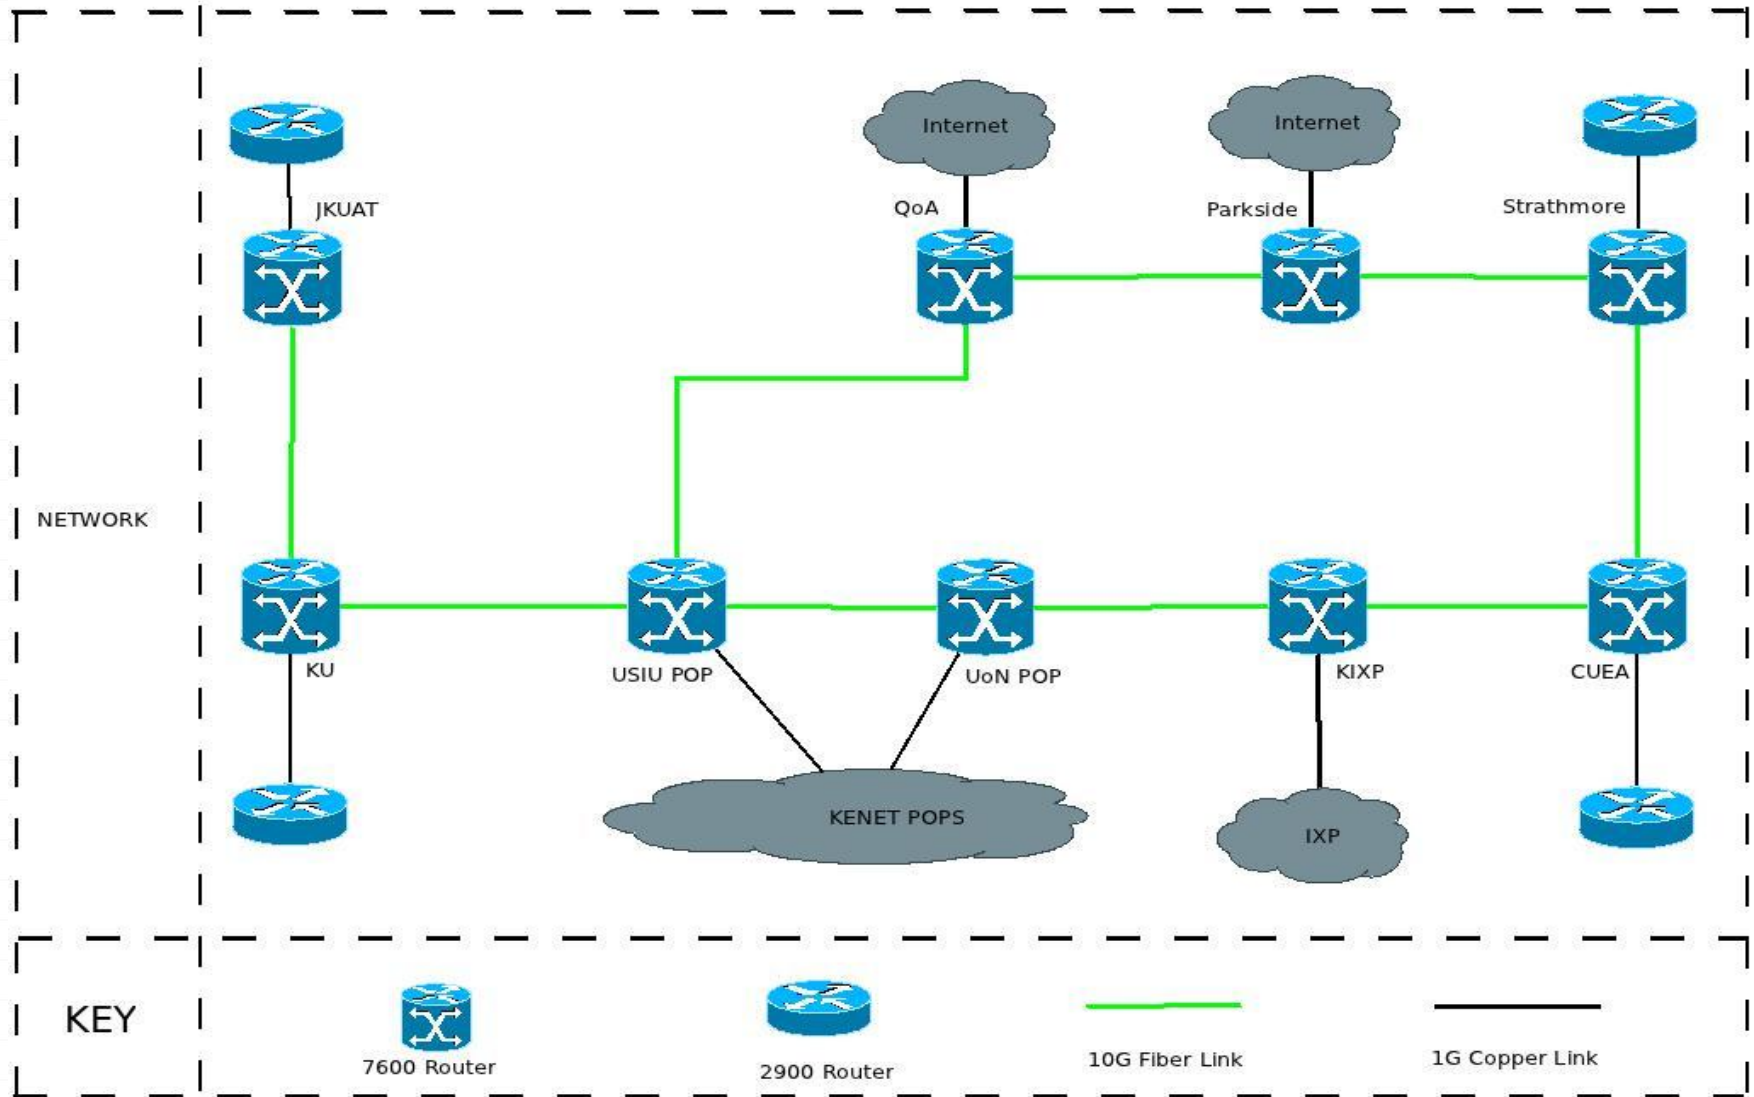 Internet
Internet
JKUAT
QoA
Parkside
Strathmore
NETWORK
KU
USIU POP
UoN POP
KIXP
CUEA
KENET POPS
IXP
KEY
7600 Router
2900 Router
10G Fiber Link
1G Copper Link